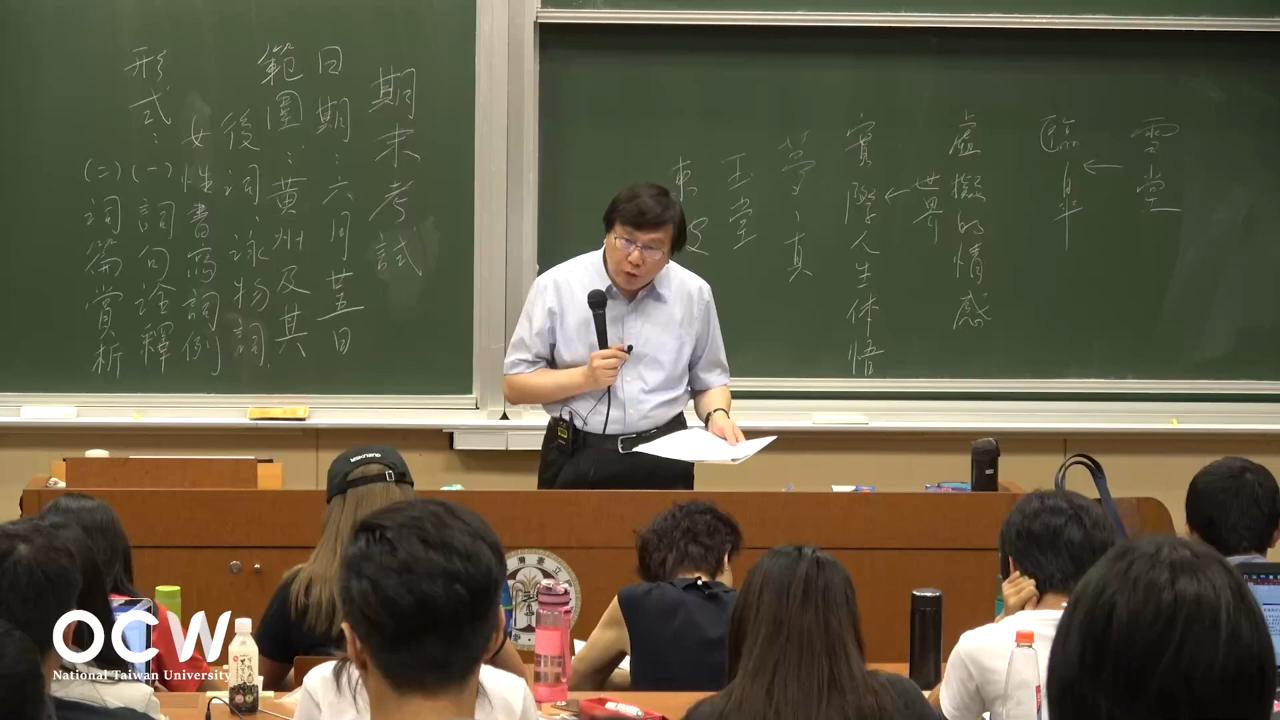 期末考試
日期：六月廿五日
範圍：黃州及其
後詞、詠物詞
女性書寫詞例
形式：(一)詞句詮釋
(二)詞篇賞析
雪堂
←
臨皋
虛擬的情感
世界
←
實際人生体悟
夢、真
玉堂
OCW
National Taiwan University